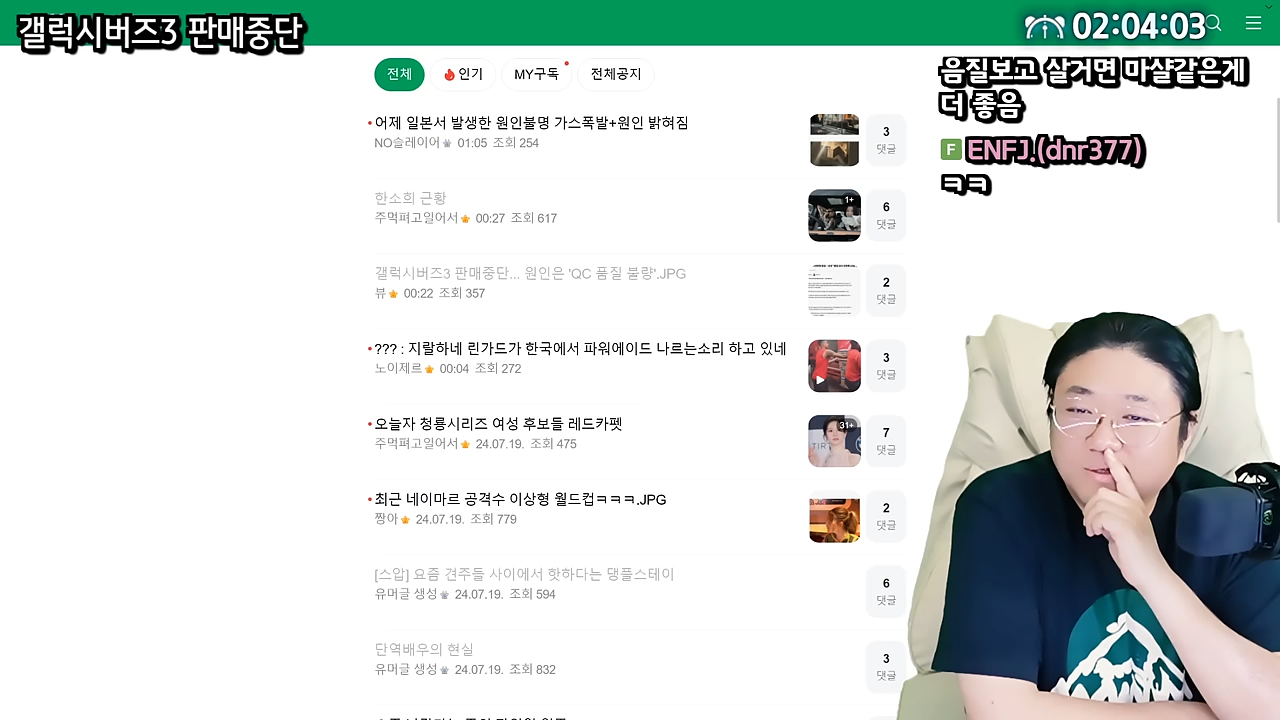 갤럭시버즈3 판매중단
02:04:03
전체
인기
MY구독
전체공지
음질보고 살거면 마샬같은게
더 좋음
F ENFJ.(dnr377)
ㅋㅋ
어제 일본서 발생한 원인불명 가스폭발+원인 밝혀짐
NO슬레이어 01:05 조회 254
3
댓글
한소희 근황
주먹펴고일어서 00:27 조회 617
1+
6
댓글
갤럭시버즈3 판매중단... 원인은 'QC 품질 불량'.JPG
뷰 00:22 조회 357
2
댓글
??? : 지랄하네 린가드가 한국에서 파워에이드 나르는소리 하고 있네
노이제르 00:04 조회 272
3
댓글
오늘자 청룡시리즈 여성 후보들 레드카펫
주먹펴고일어서 24.07.19. 조회 475
31+
7
댓글
최근 네이마르 공격수 이상형 월드컵ㅋㅋㅋ.JPG
짱아 24.07.19. 조회 779
2
댓글
[스압] 요즘 견주들 사이에서 핫하다는 댕플스테이
유머글 생성 24.07.19. 조회 594
6
댓글
단역배우의 현실
유머글 생성 24.07.19. 조회 832
3
댓글